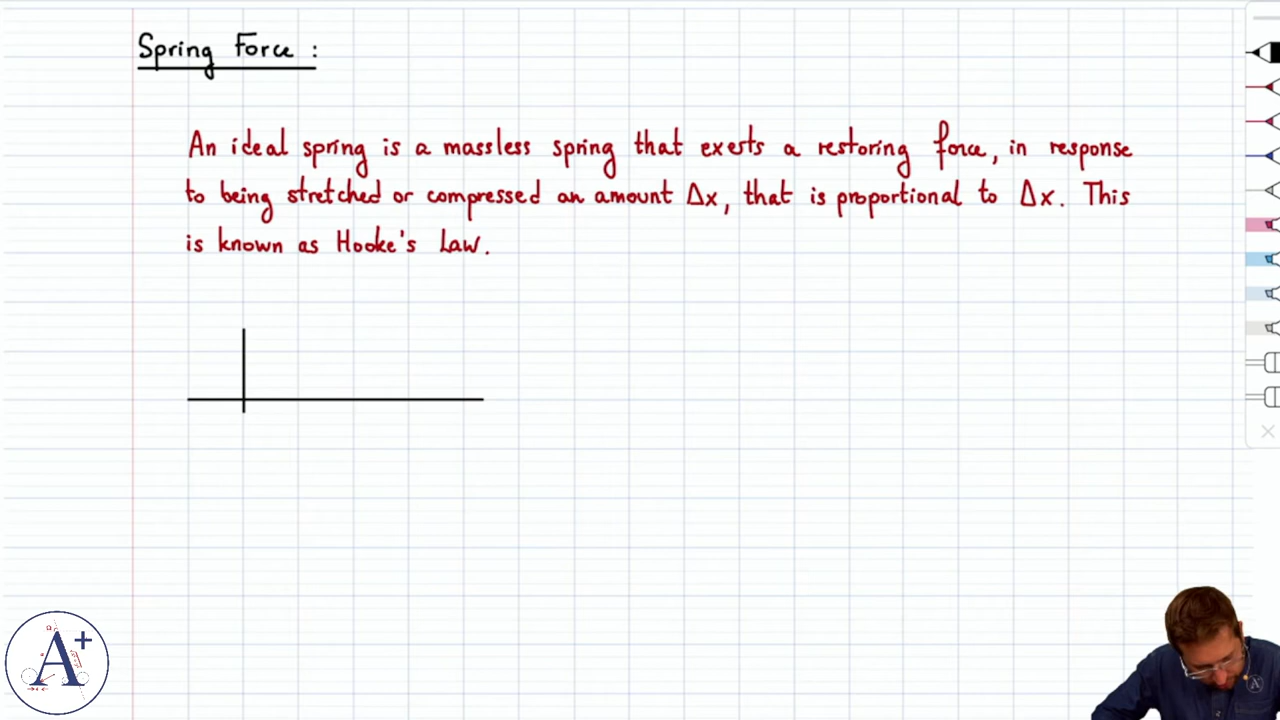 Spring Force :
An ideal spring is a massless spring that exerts a restoring force, in response
to being stretched or compressed an amount Δx, that is proportional to Δx. This
is known as Hooke's Law.
A+